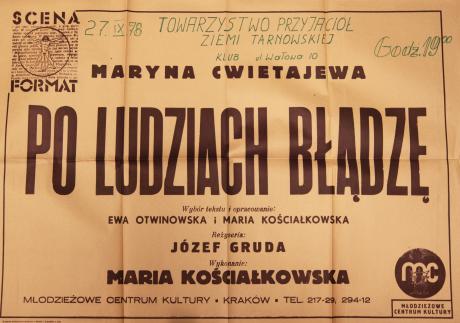 SCENA
FORMAT
27.IX 78 TOWARZYSTWO PRZYJACIÓŁ
ZIEMI TARNOWSKIEJ
KLUB ul Wałowa 10
Godz. 19⁰⁰
MARYNA CWIETAJEWA
PO LUDZIACH BŁĄDZĘ
Wybór tekstu i opracowanie:
EWA OTWINOWSKA i MARIA KOŚCIAŁKOWSKA
Reżyseria:
JÓZEF GRUDA
Wykonanie:
MARIA KOŚCIAŁKOWSKA
MŁODZIEŻOWE CENTRUM KULTURY • KRAKÓW • TEL. 217-29, 294-12
mcc
MŁODZIEŻOWE
CENTRUM KULTURY